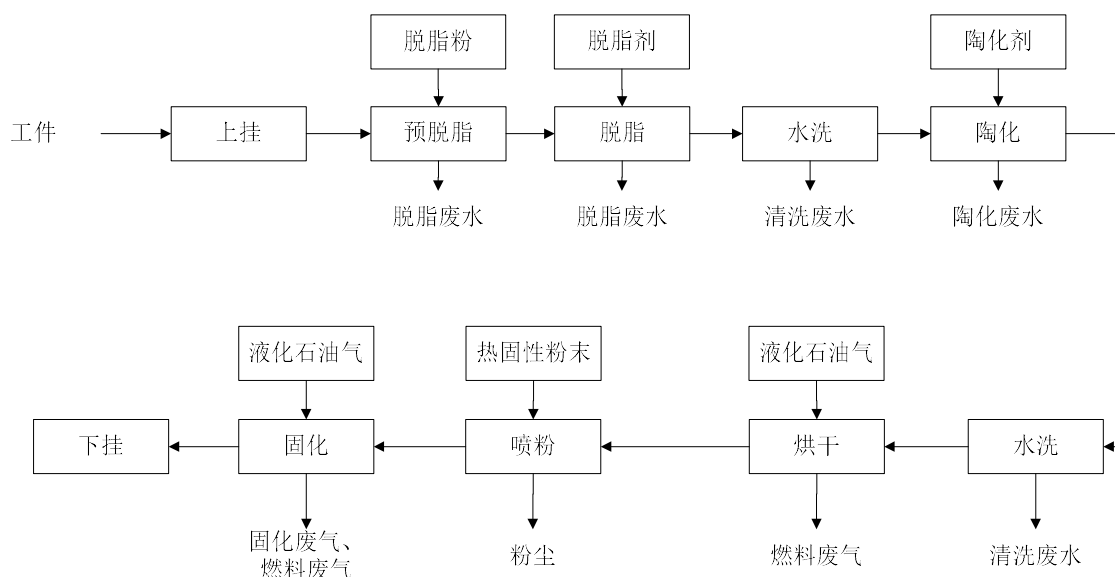 脱脂粉
脱脂剂
陶化剂
工件
上挂
预脱脂
脱脂
水洗
陶化
脱脂废水
脱脂废水
清洗废水
陶化废水
液化石油气
热固性粉末
液化石油气
下挂
固化
喷粉
烘干
水洗
固化废气、
燃料废气
粉尘
燃料废气
清洗废水